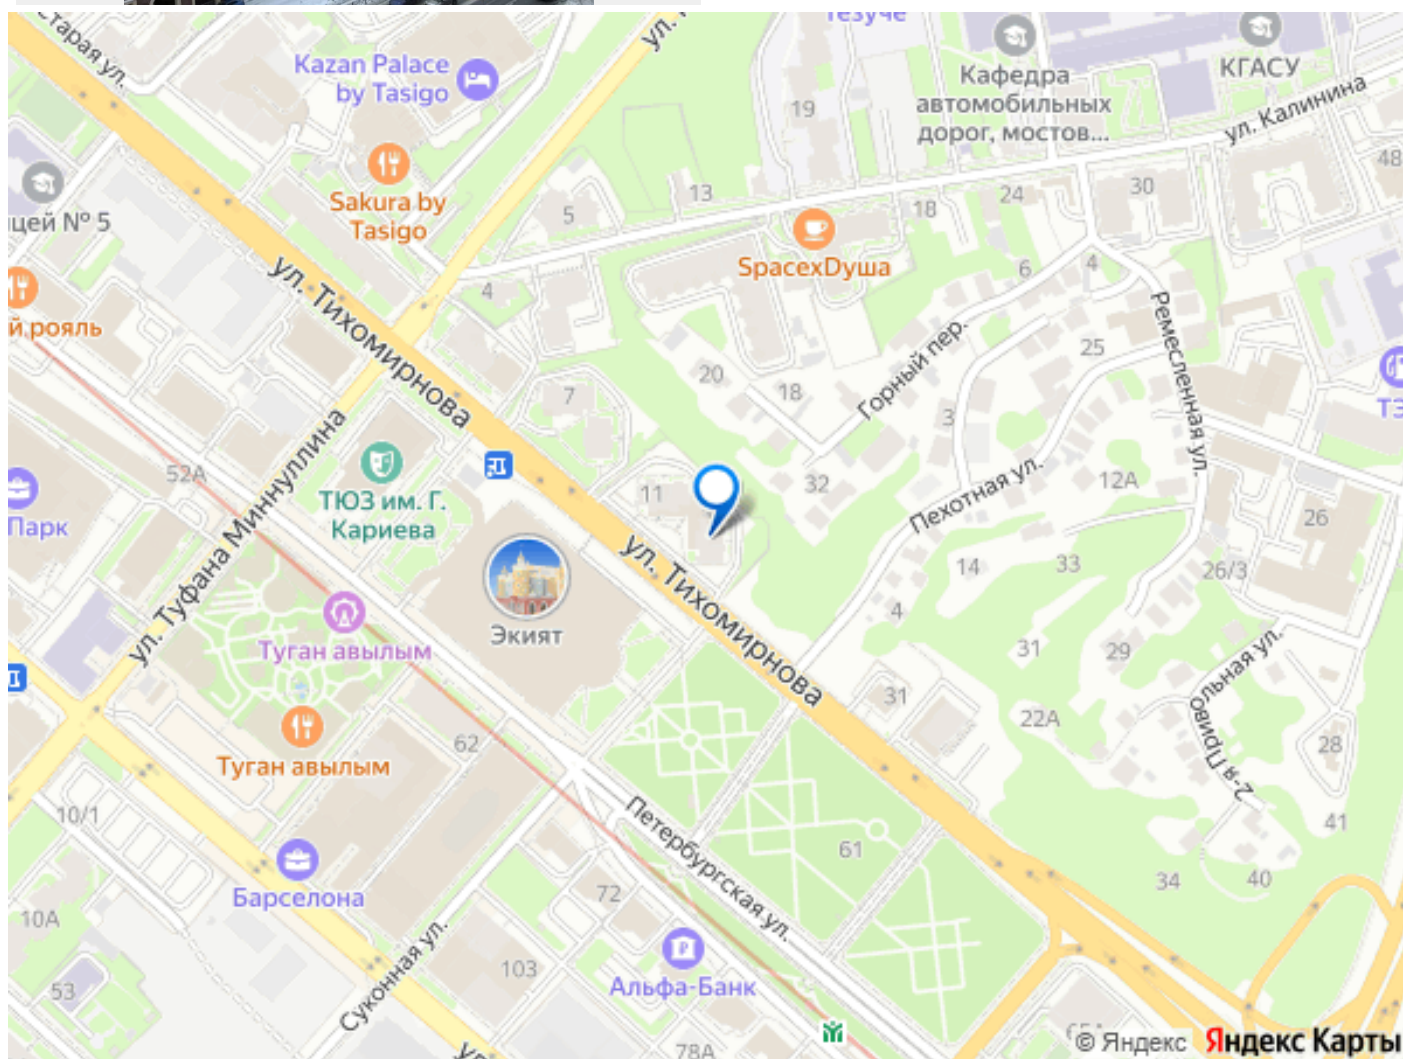 Старая ул.
Kazan Palace
by Tasigo
Кафедра
автомобильных
дорог, мостов...
КГАСУ
ул. Калинина
19
48
30
24
18
13
5
Sakura by
Tasigo
цей № 5
SpacexDуша
6
4
4
ул. Тихомирнова
Ремесленная ул.
й рояль
Горный пер.
25
20
18
7
3
ул. Туфана Миннуллина
52А
ТЮЗ им. Г.
Кариева
11
32
Пехотная ул.
12А
26
Парк
ул. Тихомирнова
14
33
26/3
4
Экият
Туган авылым
31
29
2-я Привольная ул.
31
22А
28
62
Туган авылым
10/1
41
Петербургская ул.
61
34
40
Барселона
72
10А
Суконная ул.
103
Альфа-Банк
53
78А
© Яндекс
Яндекс Карты